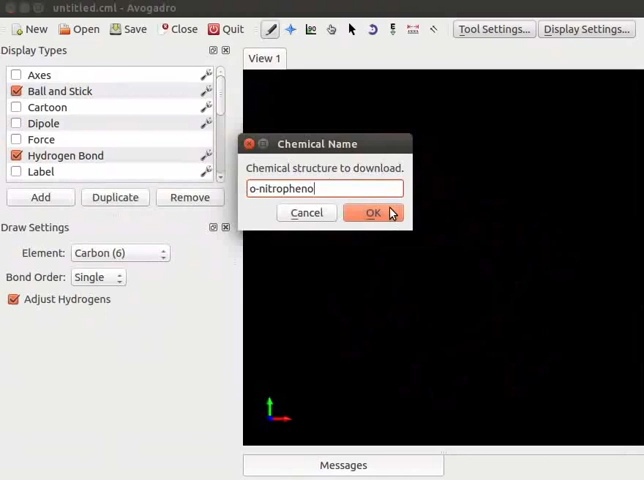 untitled.cml - Avogadro
New Open Save Close Quit Tool Settings... Display Settings...
Display Types
View 1
Axes
Ball and Stick
Cartoon
Dipole
Force
Hydrogen Bond
Label
Add Duplicate Remove
Draw Settings
Element: Carbon (6)
Bond Order: Single
Adjust Hydrogens
Chemical Name
Chemical structure to download.
o-nitropheno
Cancel OK
Messages